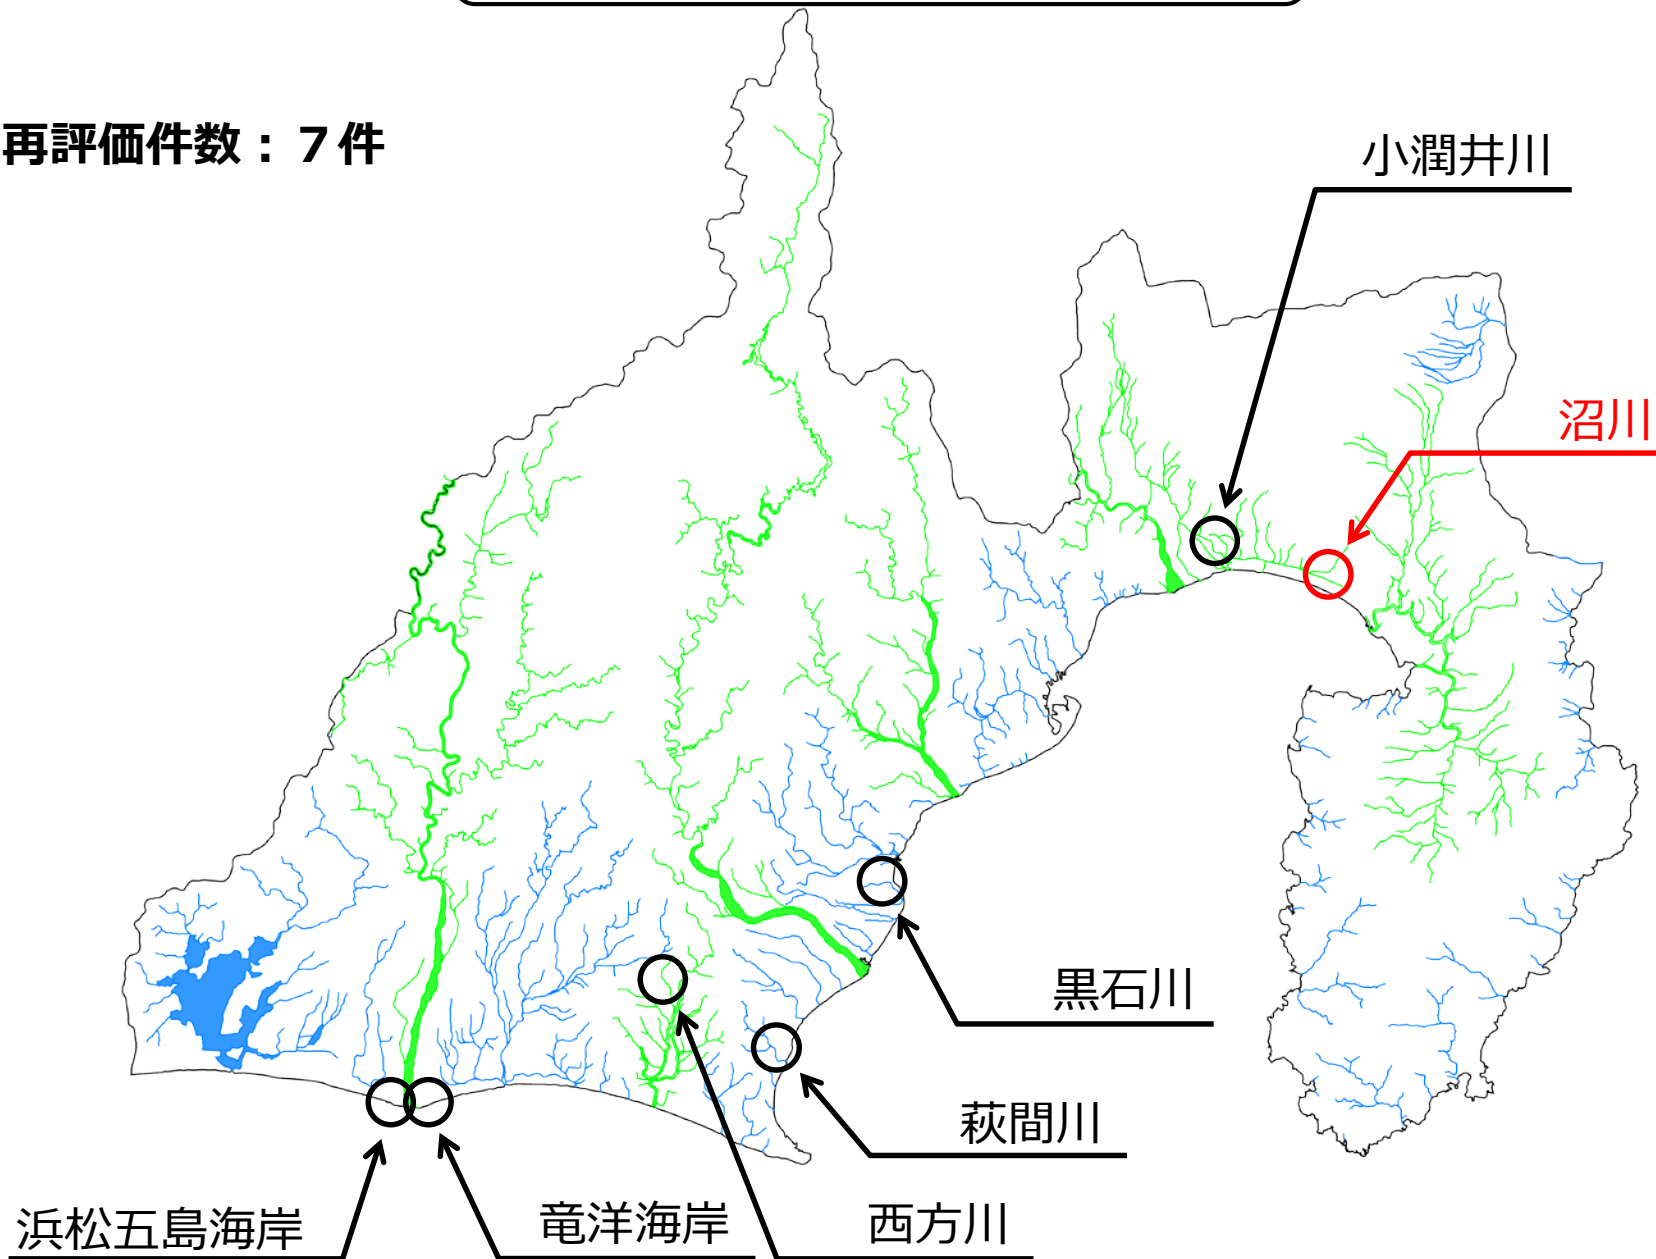 再評価件数：７件
小潤井川
沼川
黒石川
萩間川
浜松五島海岸
竜洋海岸
西方川